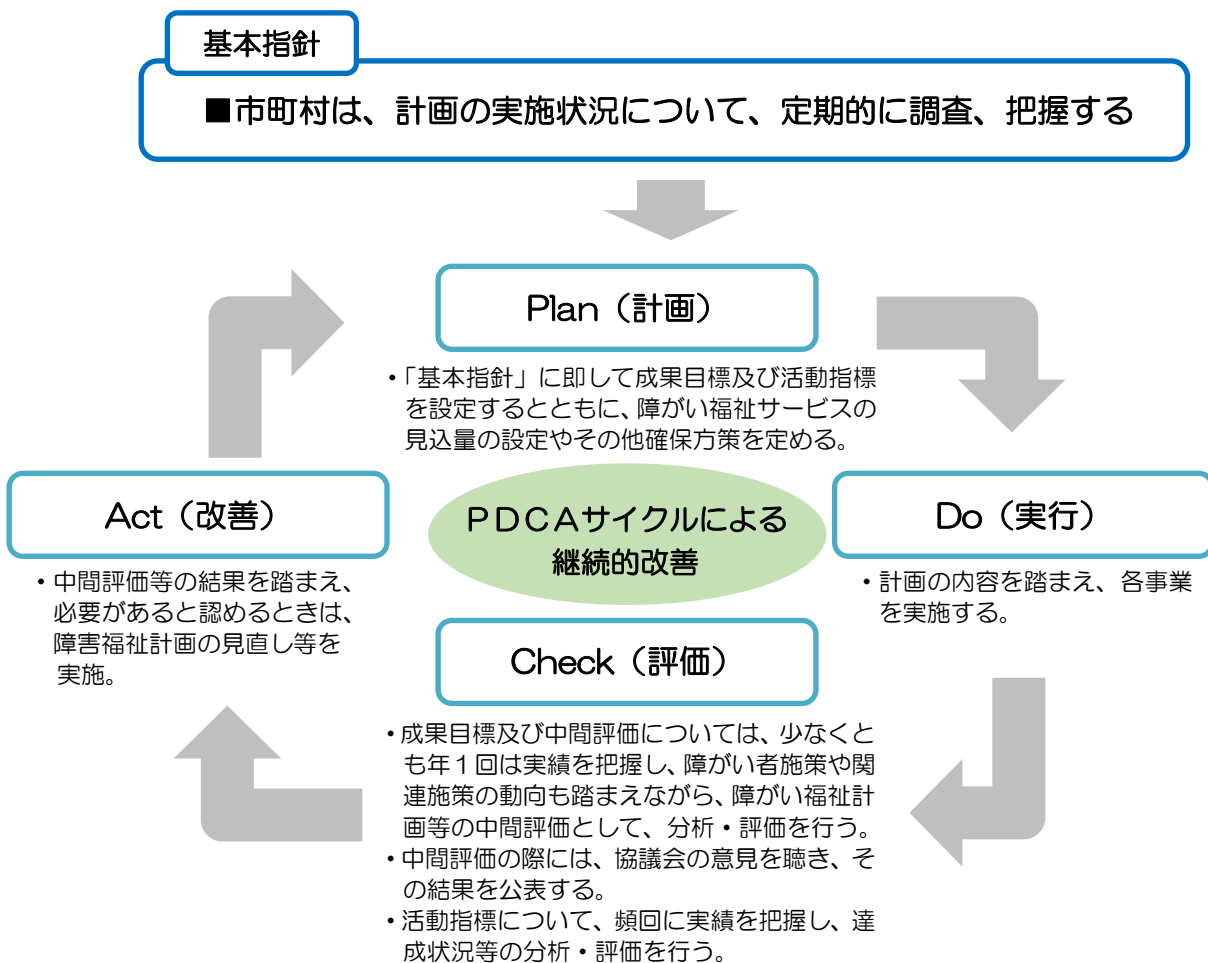 基本指針
■市町村は、計画の実施状況について、定期的に調査、把握する
Plan（計画）
・「基本指針」に即して成果目標及び活動指標
を設定するとともに、障がい福祉サービスの
見込量の設定やその他確保方策を定める。
Act（改善）
・中間評価等の結果を踏まえ、
必要があると認めるときは、
障害福祉計画の見直し等を
実施。
ＰＤＣＡサイクルによる
継続的改善
Do（実行）
・計画の内容を踏まえ、各事業
を実施する。
Check（評価）
・成果目標及び中間評価については、少なくと
も年１回は実績を把握し、障がい者施策や関
連施策の動向も踏まえながら、障がい福祉計
画等の中間評価として、分析・評価を行う。
・中間評価の際には、協議会の意見を聴き、そ
の結果を公表する。
・活動指標について、頻回に実績を把握し、達
成状況等の分析・評価を行う。